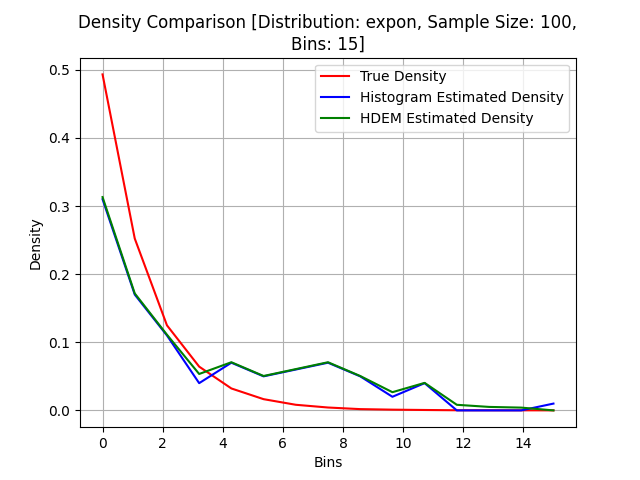 Density Comparison [Distribution: expon, Sample Size: 100,
Bins: 15]
True Density
Histogram Estimated Density
HDEM Estimated Density
Density
0.5
0.4
0.3
0.2
0.1
0.0
0 2 4 6 8 10 12 14
Bins